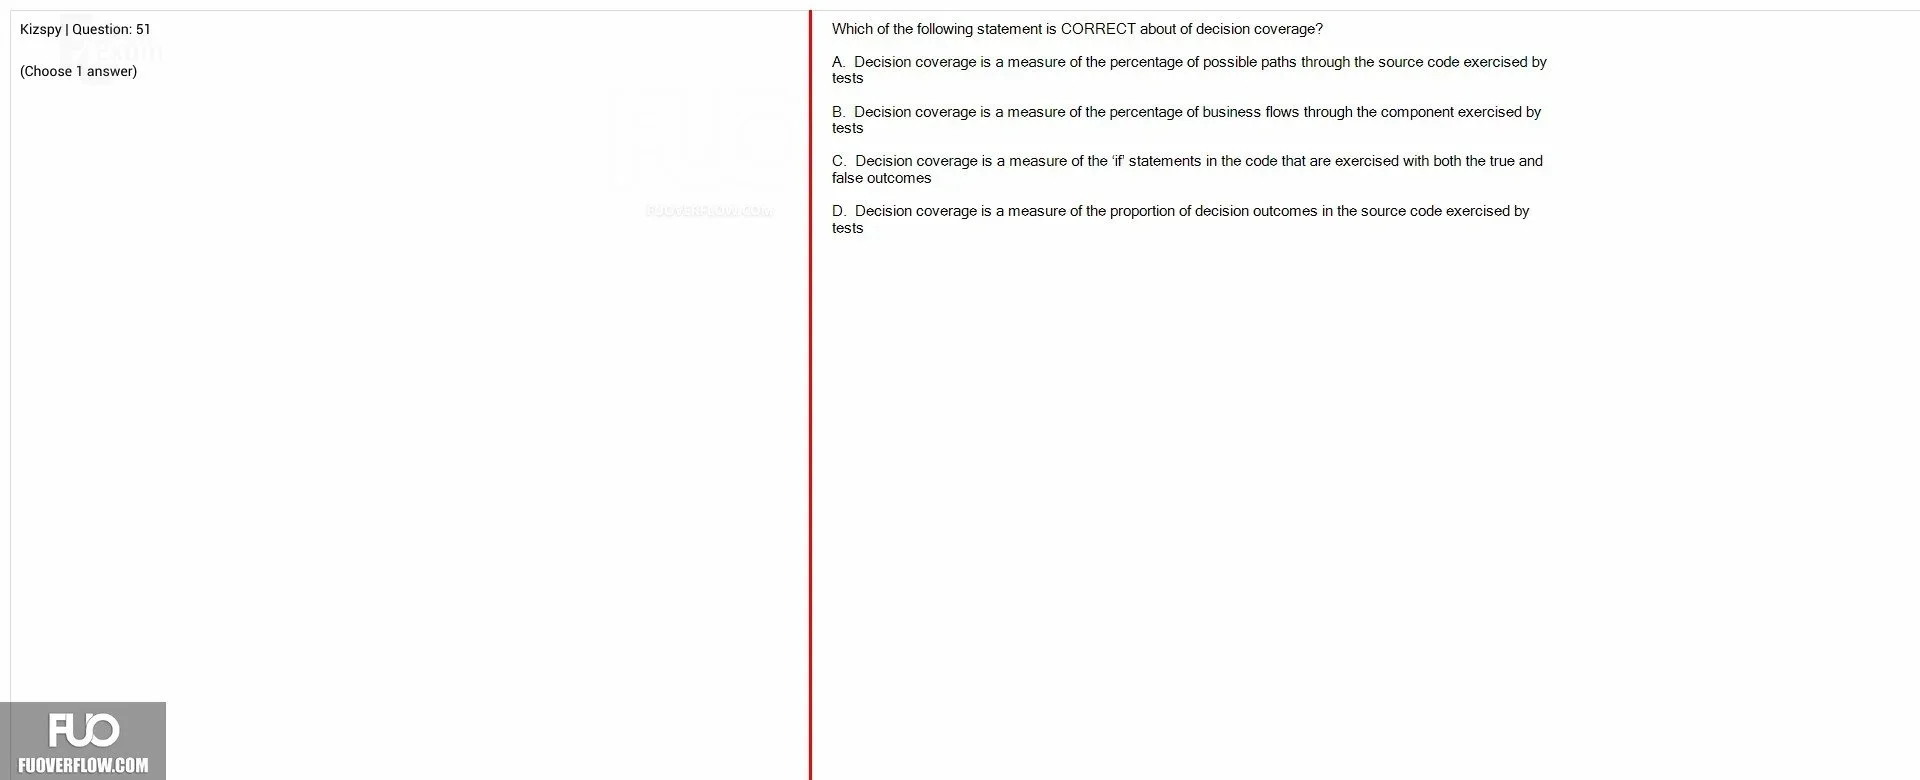 Kizspy | Question: 51
(Choose 1 answer)
Which of the following statement is CORRECT about of decision coverage?
A.  Decision coverage is a measure of the percentage of possible paths through the source code exercised by
tests
B.  Decision coverage is a measure of the percentage of business flows through the component exercised by
tests
C.  Decision coverage is a measure of the ‘if’ statements in the code that are exercised with both the true and
false outcomes
D.  Decision coverage is a measure of the proportion of decision outcomes in the source code exercised by
tests
FUOVERFLOW.COM
FUO
FUOVERFLOW.COM